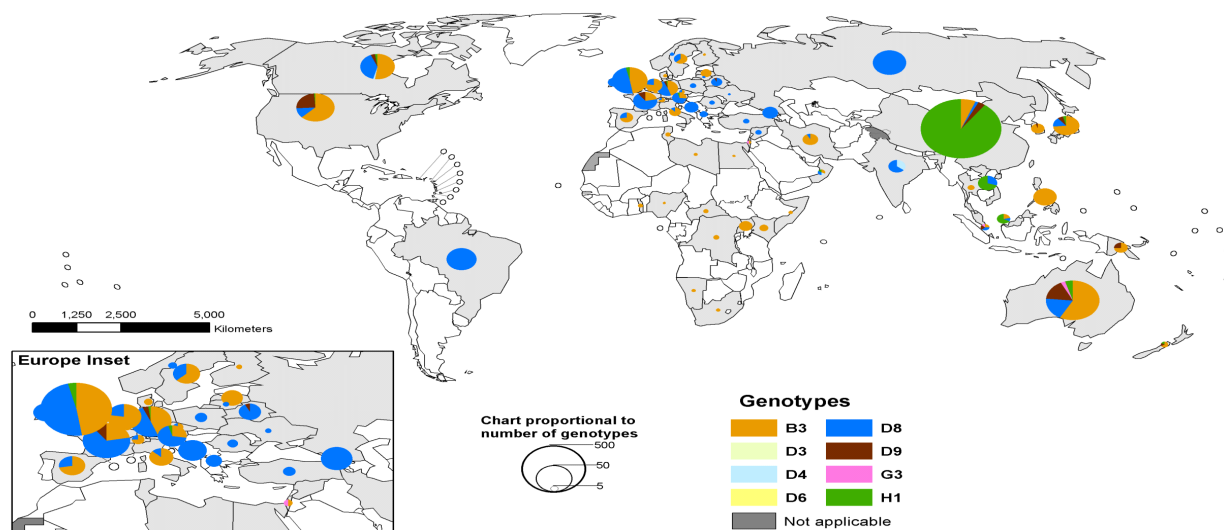 0 1,250 2,500 5,000
Kilometers
Europe Inset
Chart proportional to
number of genotypes
500
50
5
Genotypes
B3 D8
D3 D9
D4 G3
D6 H1
Not applicable